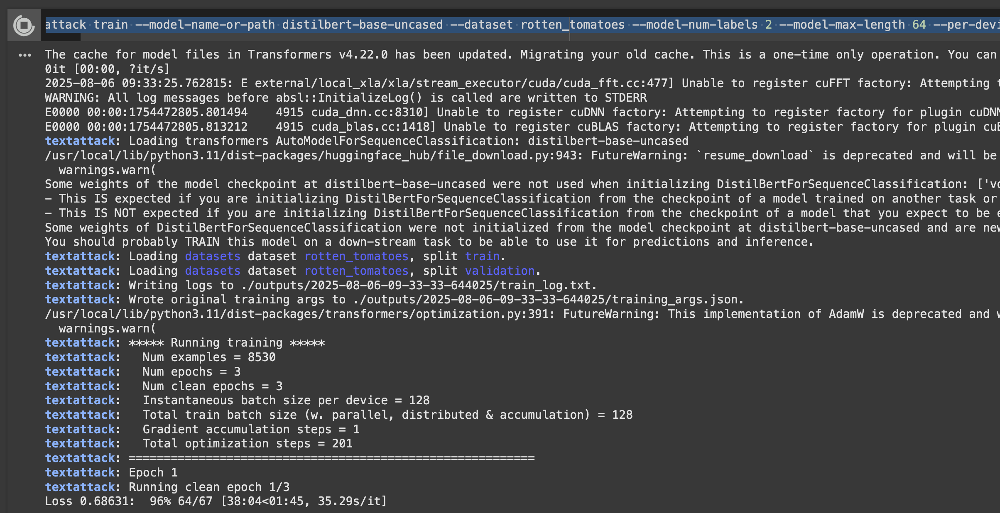 attack train --model-name-or-path distilbert-base-uncased --dataset rotten_tomatoes --model-num-labels 2 --model-max-length 64 --per-devi
The cache for model files in Transformers v4.22.0 has been updated. Migrating your old cache. This is a one-time only operation. You can
0it [00:00, ?it/s]
2025-08-06 09:33:25.762815: E external/local_xla/xla/stream_executor/cuda/cuda_fft.cc:477] Unable to register cuFFT factory: Attempting t
WARNING: All log messages before absl::InitializeLog() is called are written to STDERR
E0000 00:00:1754472805.801494    4915 cuda_dnn.cc:8310] Unable to register cuDNN factory: Attempting to register factory for plugin cuDNN
E0000 00:00:1754472805.813212    4915 cuda_blas.cc:1418] Unable to register cuBLAS factory: Attempting to register factory for plugin cuB
textattack: Loading transformers AutoModelForSequenceClassification: distilbert-base-uncased
/usr/local/lib/python3.11/dist-packages/huggingface_hub/file_download.py:943: FutureWarning: `resume_download` is deprecated and will be
  warnings.warn(
Some weights of the model checkpoint at distilbert-base-uncased were not used when initializing DistilBertForSequenceClassification: ['vo
- This IS expected if you are initializing DistilBertForSequenceClassification from the checkpoint of a model trained on another task or
- This IS NOT expected if you are initializing DistilBertForSequenceClassification from the checkpoint of a model that you expect to be e
Some weights of DistilBertForSequenceClassification were not initialized from the model checkpoint at distilbert-base-uncased and are new
You should probably TRAIN this model on a down-stream task to be able to use it for predictions and inference.
textattack: Loading datasets dataset rotten_tomatoes, split train.
textattack: Loading datasets dataset rotten_tomatoes, split validation.
textattack: Writing logs to ./outputs/2025-08-06-09-33-33-644025/train_log.txt.
textattack: Wrote original training args to ./outputs/2025-08-06-09-33-33-644025/training_args.json.
/usr/local/lib/python3.11/dist-packages/transformers/optimization.py:391: FutureWarning: This implementation of AdamW is deprecated and w
  warnings.warn(
textattack: ***** Running training *****
textattack:   Num examples = 8530
textattack:   Num epochs = 3
textattack:   Num clean epochs = 3
textattack:   Instantaneous batch size per device = 128
textattack:   Total train batch size (w. parallel, distributed & accumulation) = 128
textattack:   Gradient accumulation steps = 1
textattack:   Total optimization steps = 201
textattack: ==========================================================
textattack: Epoch 1
textattack: Running clean epoch 1/3
Loss 0.68631:  96% 64/67 [38:04<01:45, 35.29s/it]